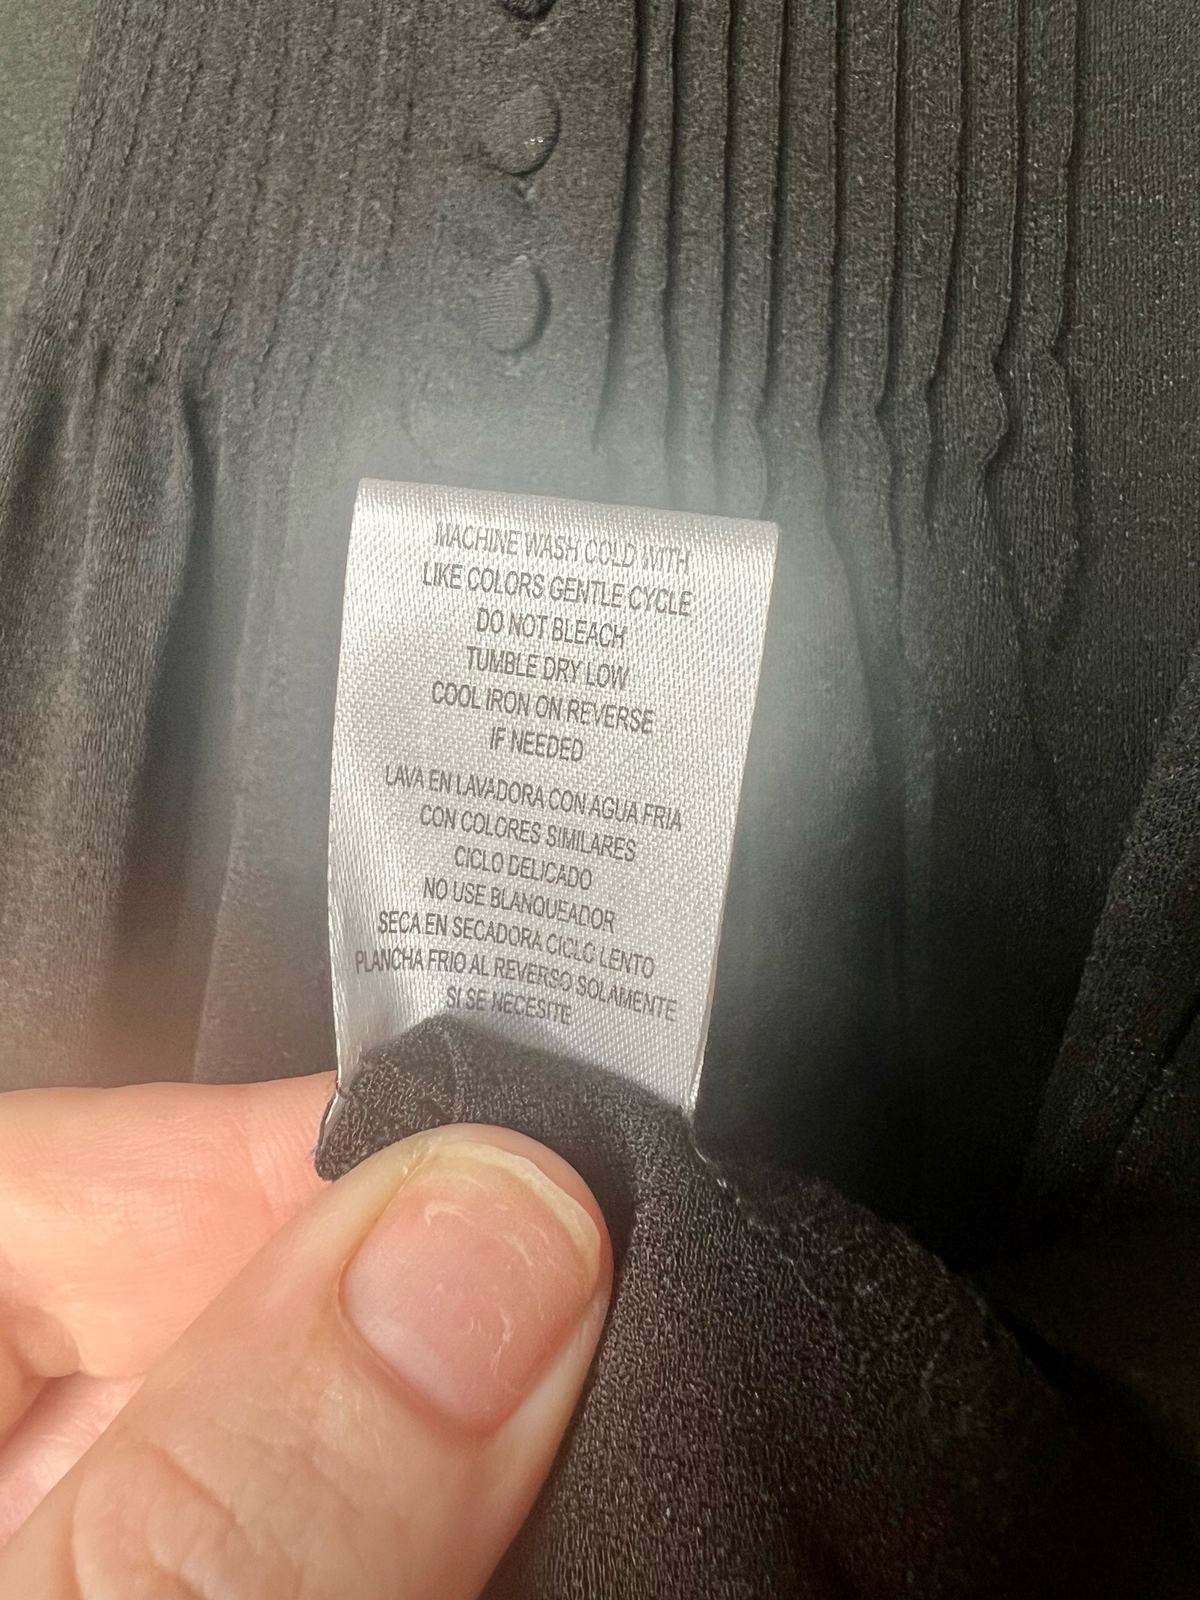 MACHINE WASH COLD WITH
LIKE COLORS GENTLE CYCLE
DO NOT BLEACH
TUMBLE DRY LOW
COOL IRON ON REVERSE
IF NEEDED
LAVA EN LAVADORA CON AGUA FRIA
CON COLORES SIMILARES
CICLO DELICADO
NO USE BLANQUEADOR
SECA EN SECADORA CICLO LENTO
PLANCHA FRIO AL REVERSO SOLAMENTE
SI SE NECESITE